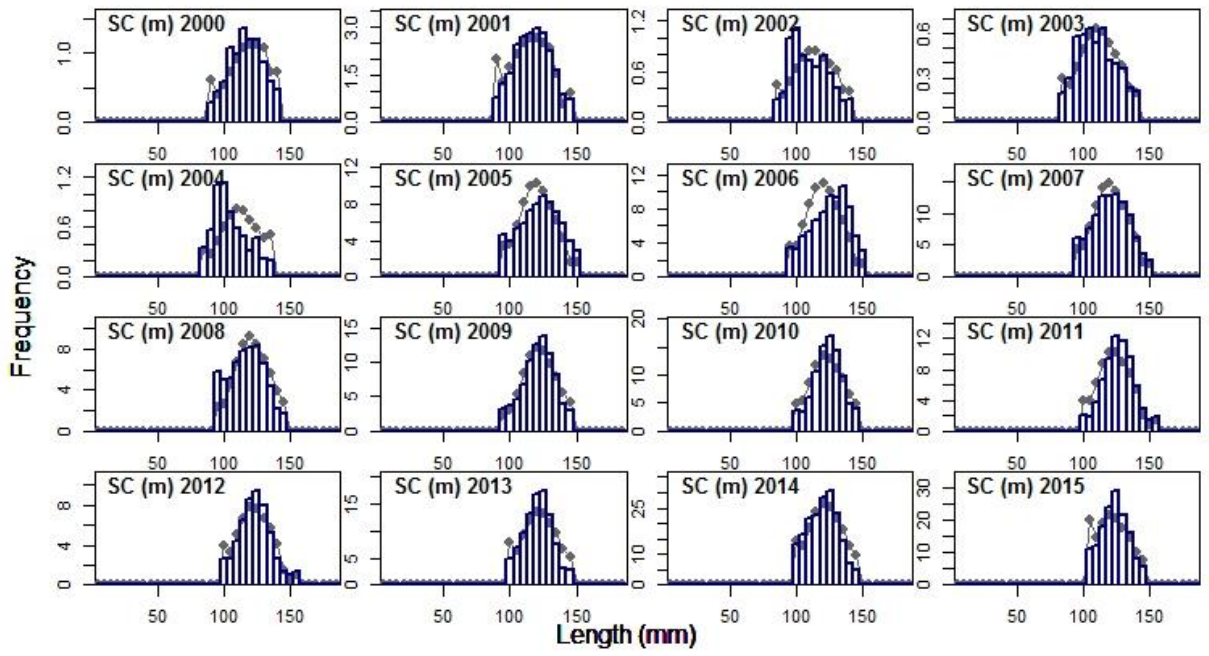 SC (m) 2000
SC (m) 2001
SC (m) 2002
SC (m) 2003
0.0 1.0
0.0 1.5 3.0
0.0 0.6 1.2
0.0 0.3 0.6
50 100 150
50 100 150
50 100 150
50 100 150
SC (m) 2004
SC (m) 2005
SC (m) 2006
SC (m) 2007
0.0 0.6 1.2
0 4 8 12
0 4 8 12
0 5 10
50 100 150
50 100 150
50 100 150
50 100 150
Frequency
SC (m) 2008
SC (m) 2009
SC (m) 2010
SC (m) 2011
0 4 8
0 5 10 15
0 5 10 20
0 4 8 12
50 100 150
50 100 150
50 100 150
50 100 150
SC (m) 2012
SC (m) 2013
SC (m) 2014
SC (m) 2015
0 4 8
0 5 15
0 10 25
0 10 20 30
50 100 150
50 100 150
50 100 150
50 100 150
Length (mm)